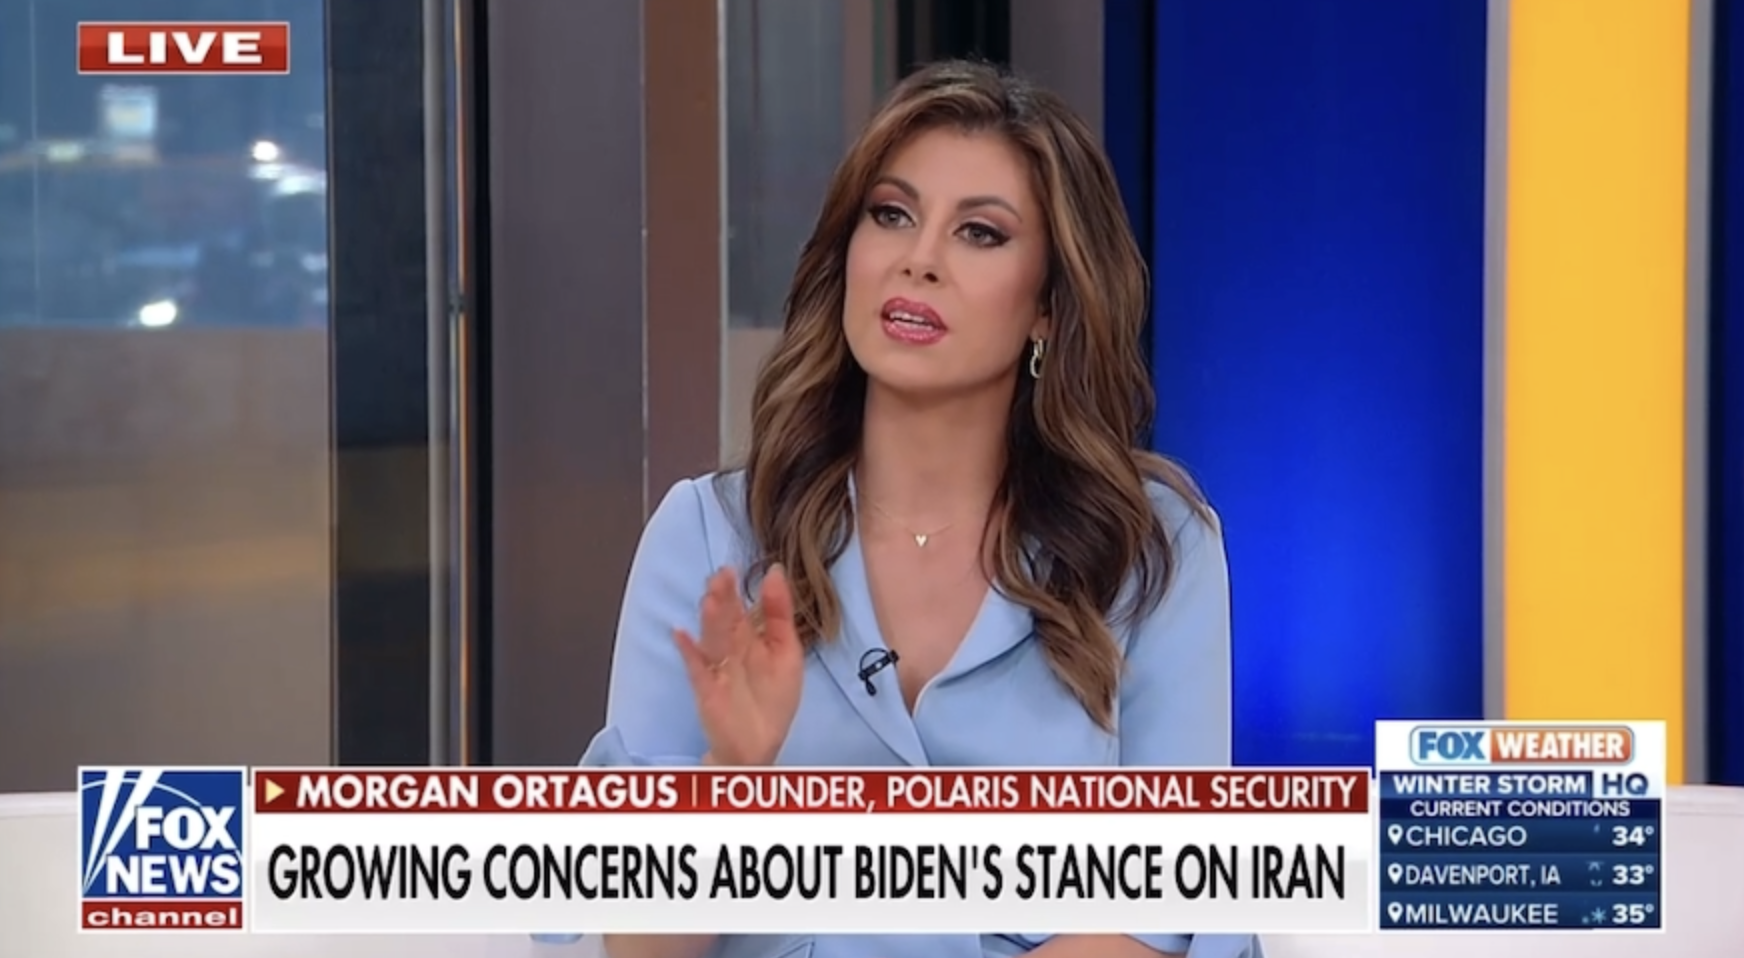 LIVE
MORGAN ORTAGUS | FOUNDER, POLARIS NATIONAL SECURITY
GROWING CONCERNS ABOUT BIDEN'S STANCE ON IRAN
FOX
NEWS
channel
FOX WEATHER
WINTER STORM HQ
CURRENT CONDITIONS
CHICAGO 34°
DAVENPORT, IA 33°
MILWAUKEE 35°